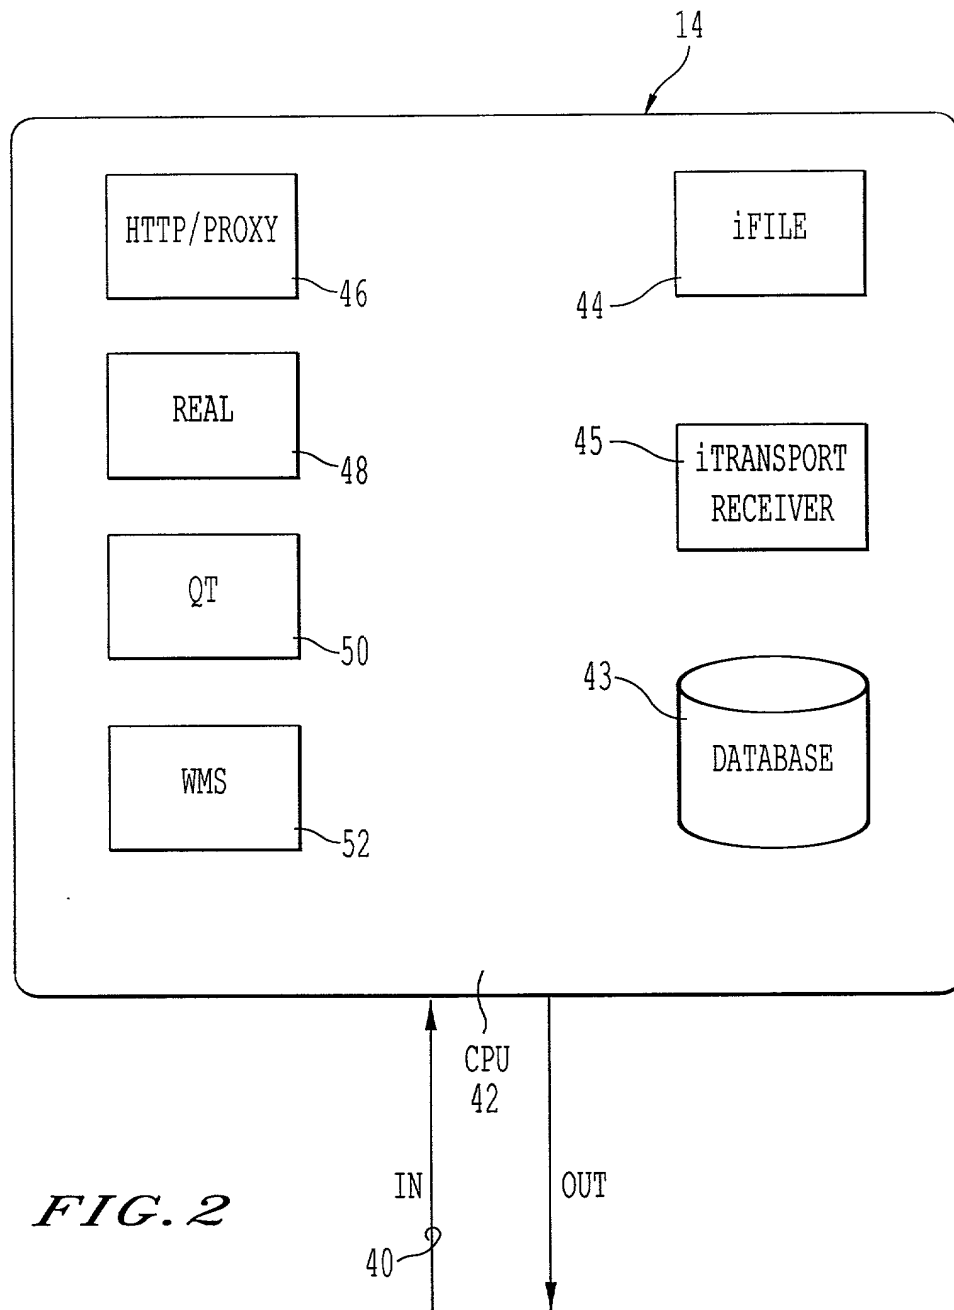 14
HTTP/PROXY
46
iFILE
44
REAL
48
45
iTRANSPORT
RECEIVER
QT
50
43
DATABASE
WMS
52
CPU
42
IN
OUT
40
FIG. 2